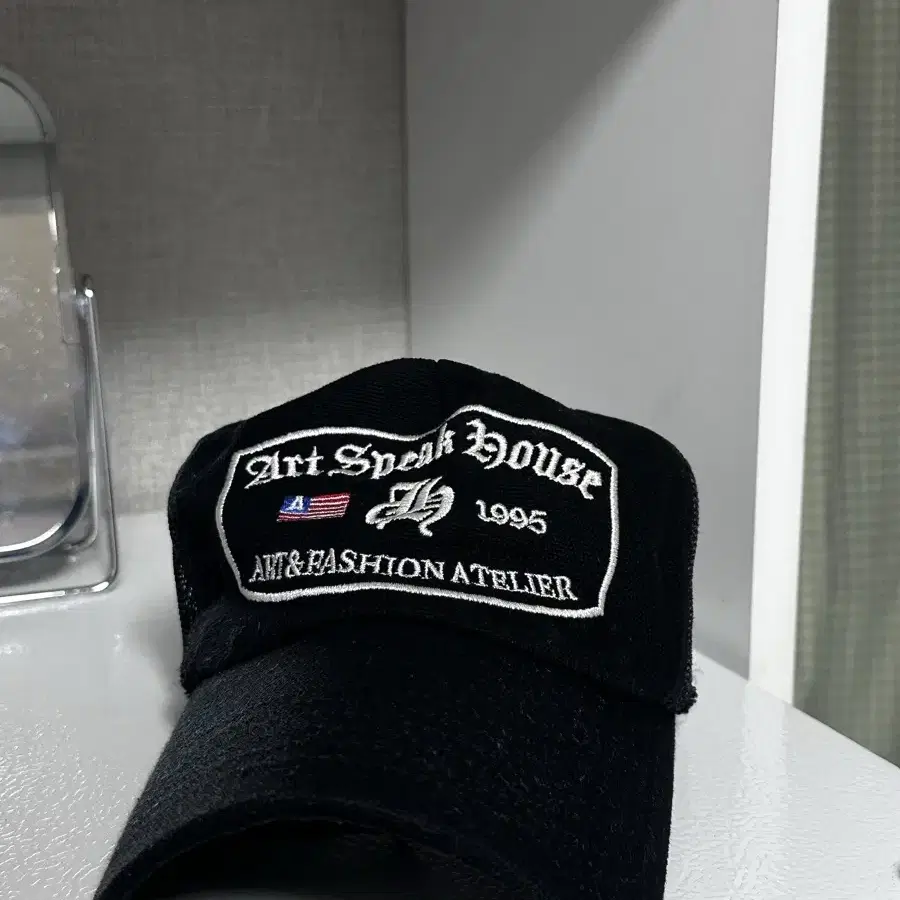 Art Speak House
A H 1995
ART&FASHION ATELIER